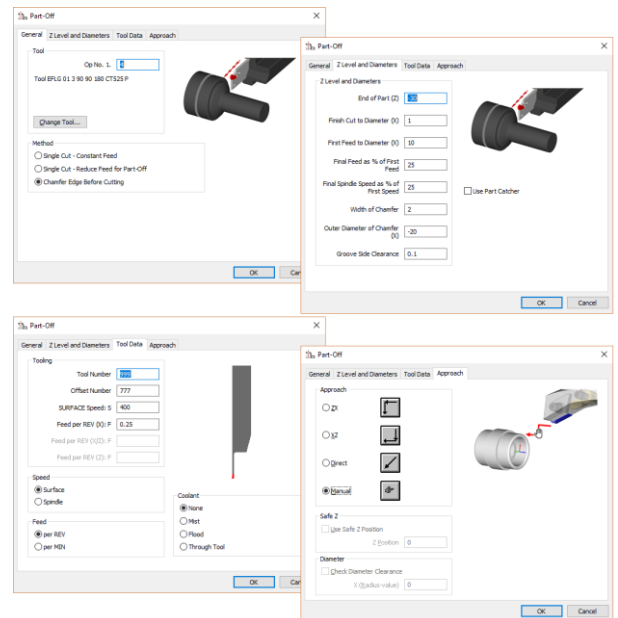 Part-Off
General Z Level and Diameters Tool Data Approach
Tool
Op No. 1. 4
Tool EFLG 01 3 90 90 180 CT525 P
Change Tool...
Method
Single Cut - Constant Feed
Single Cut - Reduce Feed for Part-Off
Chamfer Edge Before Cutting
OK
Part-Off
General Z Level and Diameters Tool Data Approach
Z Level and Diameters
End of Part (Z)
Finish Cut to Diameter (X) 1
First Feed to Diameter (X) 10
Final Feed as % of First
Feed 25
Final Spindle Speed as % of
First Speed 25
Use Part Catcher
Width of Chamfer 2
Outer Diameter of Chamfer
(X) -20
Groove Side Clearance 0.1
OK Cancel
Part-Off
General Z Level and Diameters Tool Data Approach
Tooling
Tool Number
Offset Number 777
SURFACE Speed: S 400
Feed per REV (X): F 0.25
Feed per REV (XZ): F
Feed per REV (Z): F
Speed
Surface
Spindle
Feed
per REV
per MIN
Coolant
None
Mist
Flood
Through Tool
OK
Part-Off
General Z Level and Diameters Tool Data Approach
Approach
ZX
XZ
Direct
Manual
Safe Z
Use Safe Z Position
Z Position 0
Diameter
Check Diameter Clearance
X (Radius-value) 0
OK Cancel